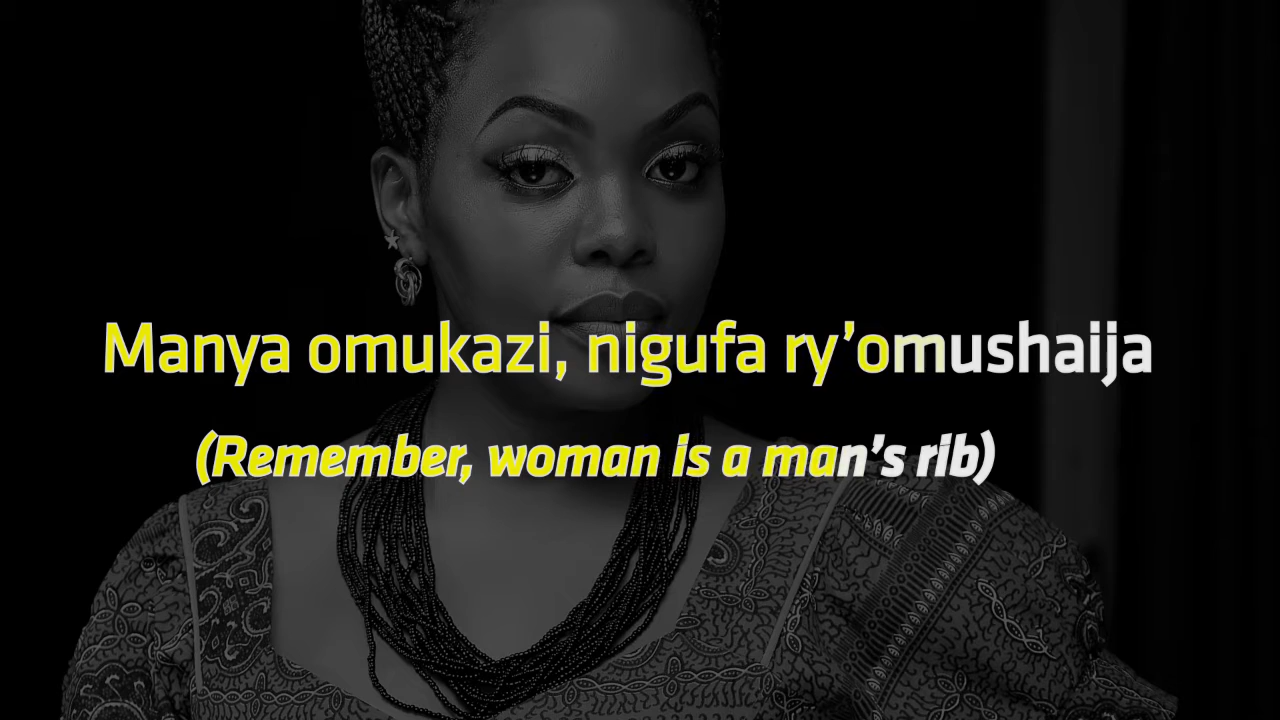 Manya omukazi, nigufa ry’omushaija
(Remember, woman is a man’s rib)